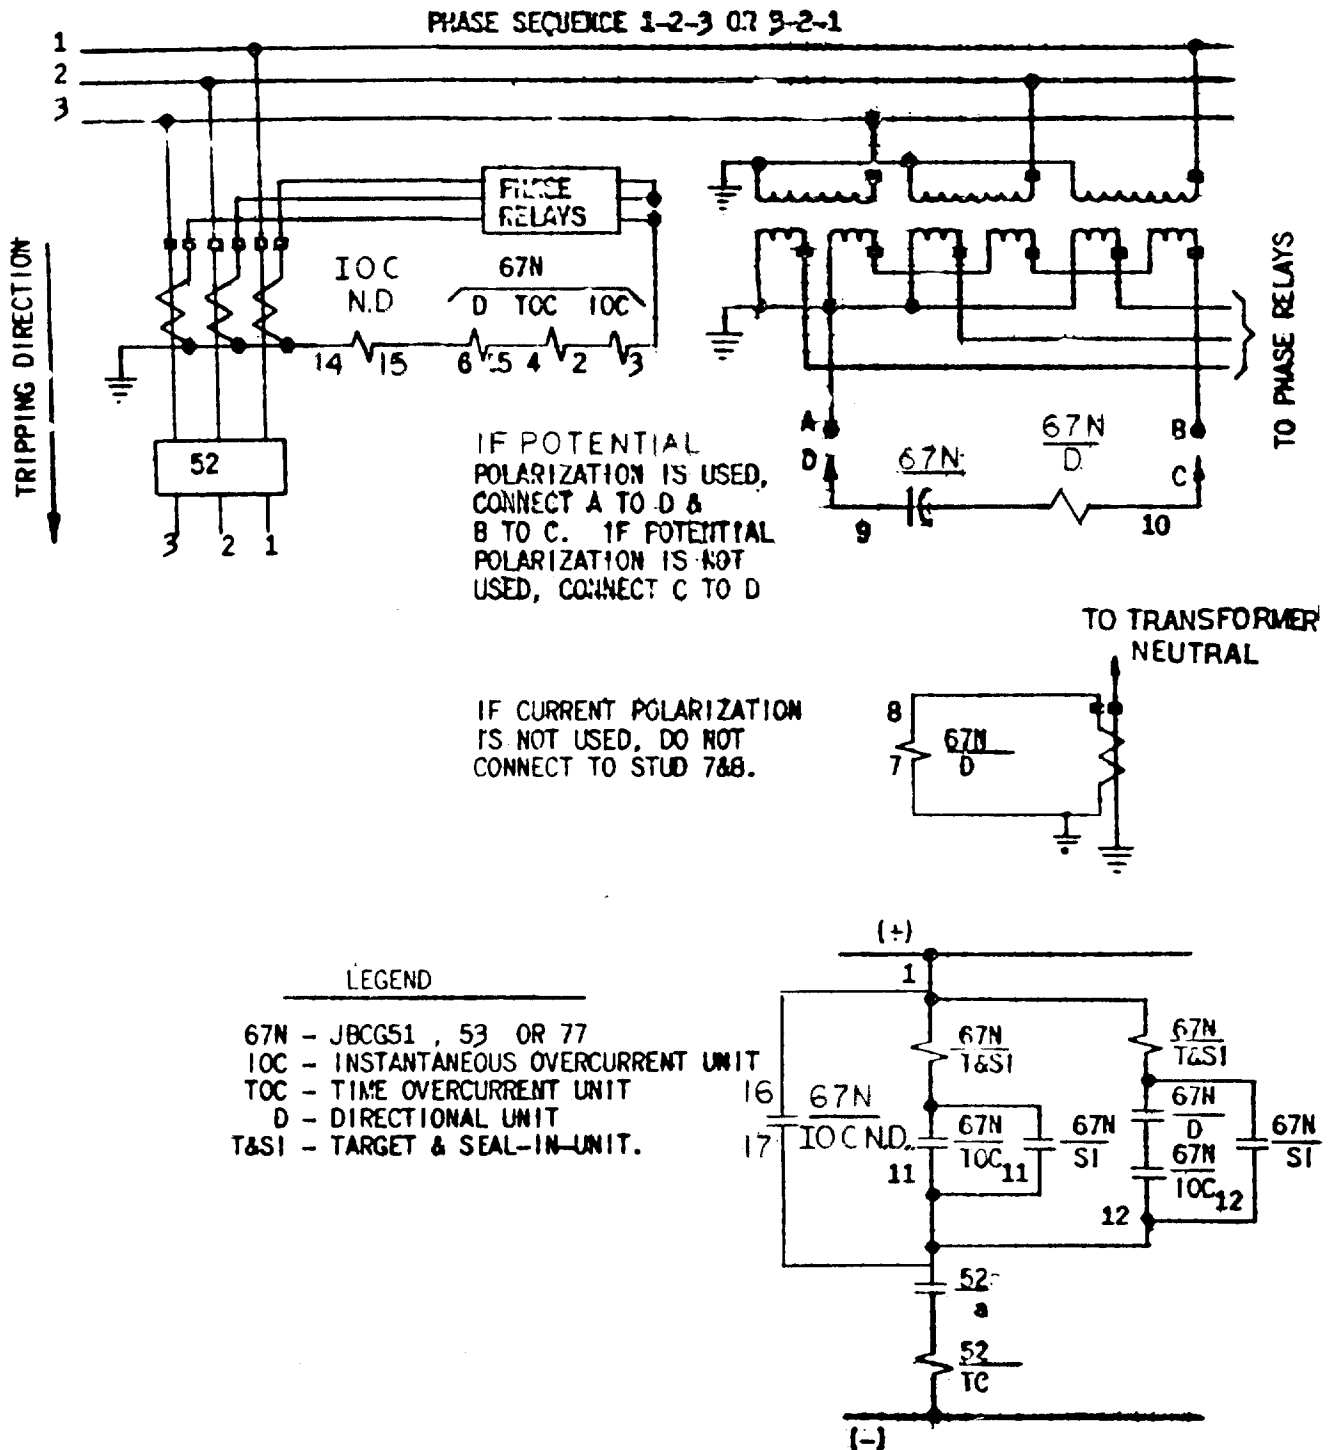 PHASE SEQUENCE 1-2-3 OR 3-2-1
1
2
3
TRIPPING DIRECTION
PHASE
RELAYS
IOC
N.D
67N
D TOC IOC
14 15 6 5 4 2 3
52
3 2 1
TO PHASE RELAYS
A
D
67N
67N
D
B
C
9
10
IF POTENTIAL
POLARIZATION IS USED,
CONNECT A TO D &
B TO C. IF POTENTIAL
POLARIZATION IS NOT
USED, CONNECT C TO D
TO TRANSFORMER
NEUTRAL
IF CURRENT POLARIZATION
IS NOT USED, DO NOT
CONNECT TO STUD 7&8.
8
7
67N
D
LEGEND
67N - JBCG51 , 53 OR 77
IOC - INSTANTANEOUS OVERCURRENT UNIT
TOC - TIME OVERCURRENT UNIT
D - DIRECTIONAL UNIT
T&SI - TARGET & SEAL-IN-UNIT.
(+)
1
67N
T&SI
67N
T&SI
16
17
67N
IOC N.D.
67N
TOC
11
11
67N
SI
67N
D
67N
IOC
12
12
67N
SI
52
a
52
TC
(-)